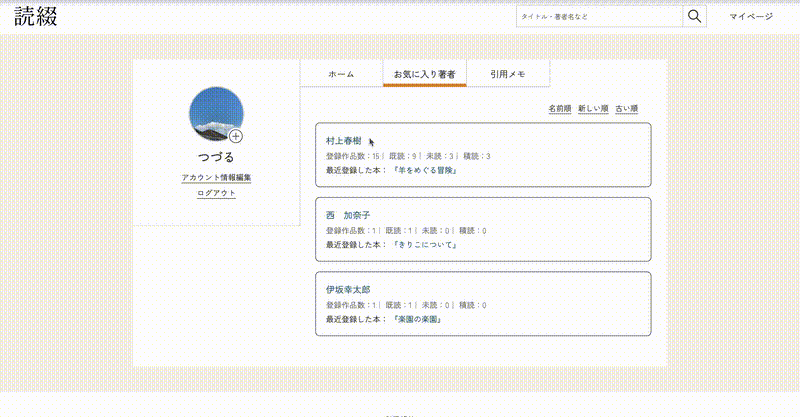 読綴
タイトル・著者名など
マイページ
つづる
アカウント情報編集
ログアウト
ホーム
お気に入り著者
引用メモ
名前順 新しい順 古い順
村上春樹
登録作品数：15 | 既読：9 | 未読：3 | 積読：3
最近登録した本：『羊をめぐる冒険』
西　加奈子
登録作品数：1 | 既読：1 | 未読：0 | 積読：0
最近登録した本：『きりこについて』
伊坂幸太郎
登録作品数：1 | 既読：1 | 未読：0 | 積読：0
最近登録した本：『楽園の楽園』